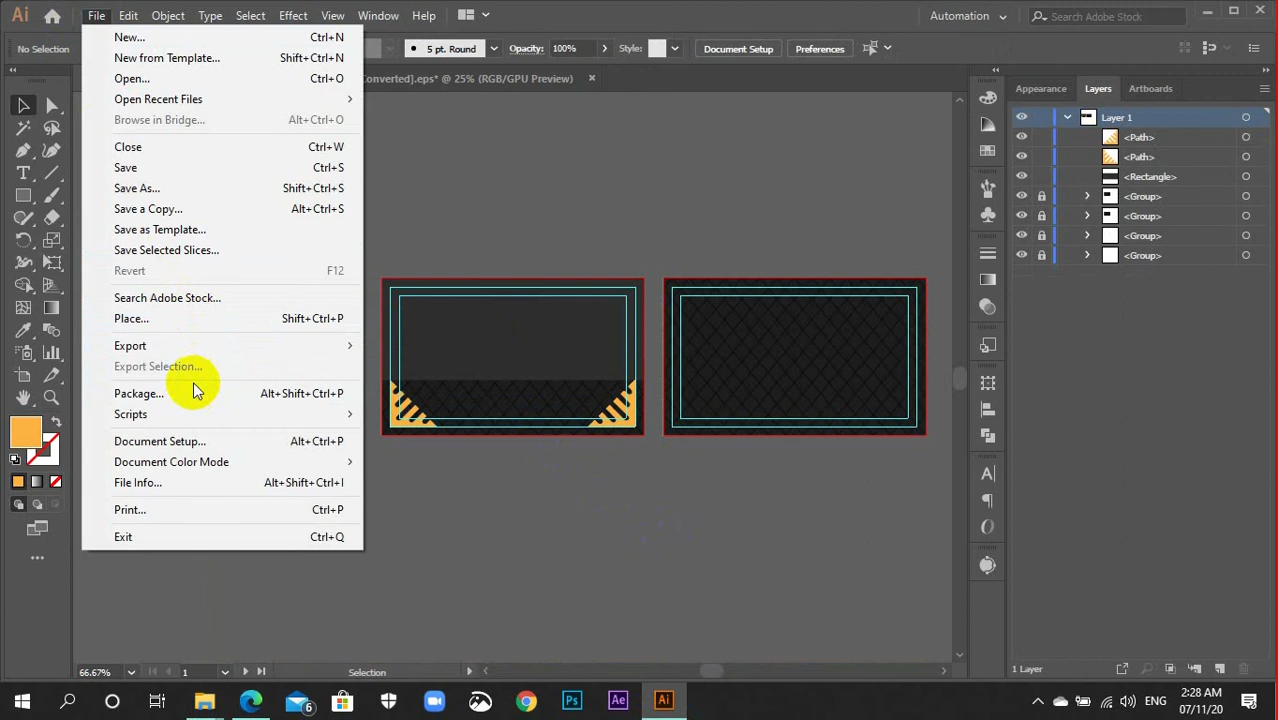 Ai File Edit Object Type Select Effect View Window Help Automation Search Adobe Stock
No Selection 5 pt. Round Opacity: 100% Style: Document Setup Preferences
Converted].eps* @ 25% (RGB/GPU Preview)
New... Ctrl+N
New from Template... Shift+Ctrl+N
Open... Ctrl+O
Open Recent Files
Browse in Bridge... Alt+Ctrl+O
Close Ctrl+W
Save Ctrl+S
Save As... Shift+Ctrl+S
Save a Copy... Alt+Ctrl+S
Save as Template...
Save Selected Slices...
Revert F12
Search Adobe Stock...
Place... Shift+Ctrl+P
Export
Export Selection...
Package... Alt+Shift+Ctrl+P
Scripts
Document Setup... Alt+Ctrl+P
Document Color Mode
File Info... Alt+Shift+Ctrl+I
Print... Ctrl+P
Exit Ctrl+Q
Appearance Layers Artboards
Layer 1
<Path>
<Path>
<Rectangle>
<Group>
<Group>
<Group>
<Group>
66.67% 1 Selection 1 Layer
6 Ps Ae Ai ENG 2:28 AM
07/11/20